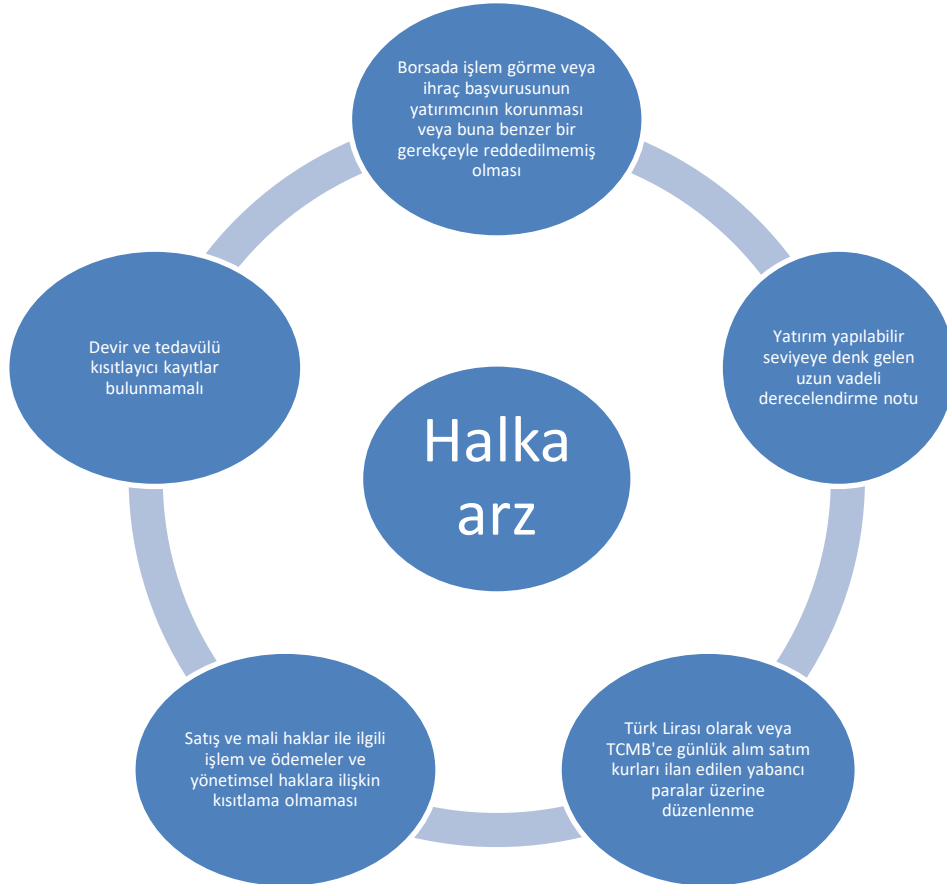 Borsada işlem görme veya
ihraç başvurusunun
yatırımcının korunması
veya buna benzer bir
gerekçeyle reddedilmemiş
olması
Yatırım yapılabilir
seviyeye denk gelen
uzun vadeli
derecelendirme notu
Türk Lirası olarak veya
TCMB'ce günlük alım satım
kurları ilan edilen yabancı
paralar üzerine
düzenlenme
Satış ve mali haklar ile ilgili
işlem ve ödemeler ve
yönetimsel haklara ilişkin
kısıtlama olmaması
Devir ve tedavülü
kısıtlayıcı kayıtlar
bulunmamalı
Halka
arz